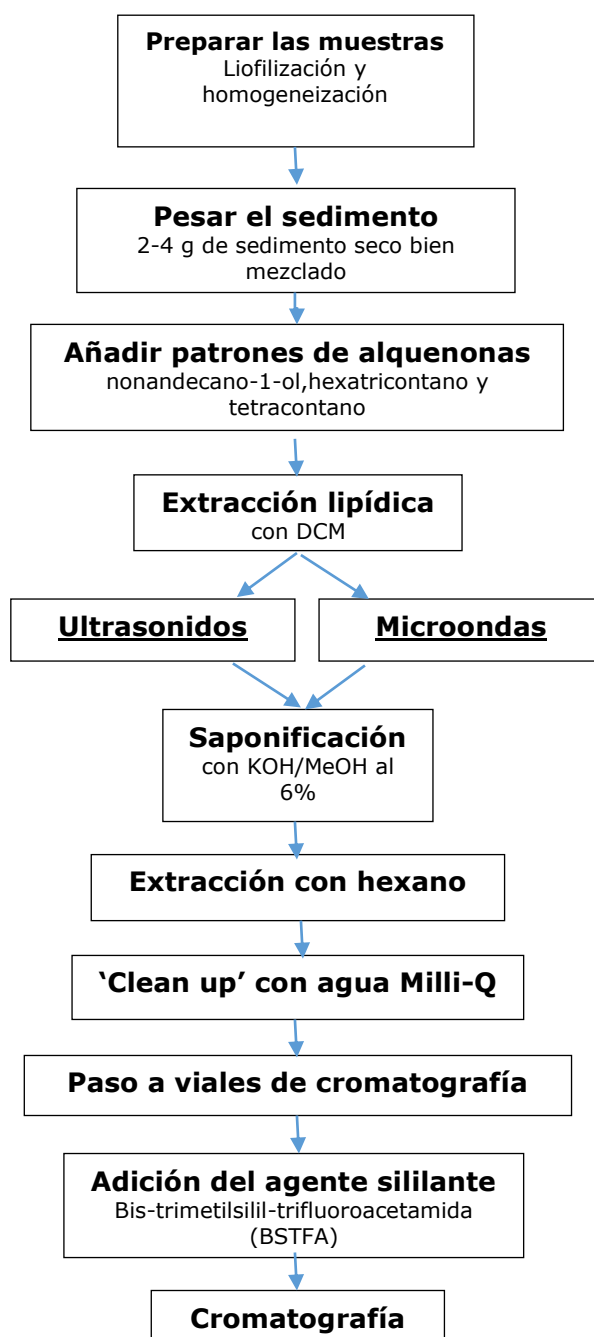 Preparar las muestras
Liofilización y
homogeneización
Pesar el sedimento
2-4 g de sedimento seco bien
mezclado
Añadir patrones de alquenonas
nonandecano-1-ol,hexatricontano y
tetracontano
Extracción lipídica
con DCM
Ultrasonidos
Microondas
Saponificación
con KOH/MeOH al
6%
Extracción con hexano
‘Clean up’ con agua Milli-Q
Paso a viales de cromatografía
Adición del agente sililante
Bis-trimetilsilil-trifluoroacetamida
(BSTFA)
Cromatografía